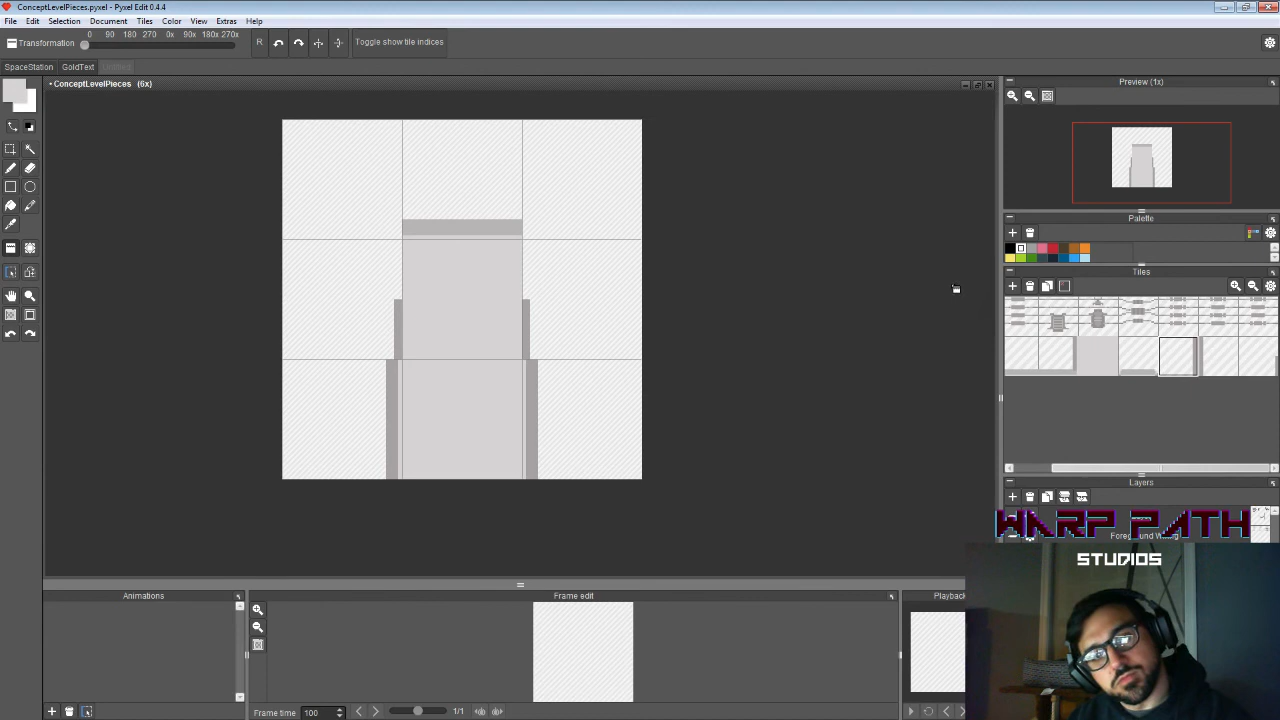 ConceptLevelPieces.pyxel - Pyxel Edit 0.4.4
File Edit Selection Document Tiles Color View Extras Help
Transformation 0 90 180 270 0x 90x 180x 270x R Toggle show tile indices
SpaceStation GoldText Untitled
• ConceptLevelPieces (6x)
Preview (1x)
Palette
Tiles
Layers
WARP PATH
STUDIOS
Animations
Frame edit
Playback
Frame time 100 1/1